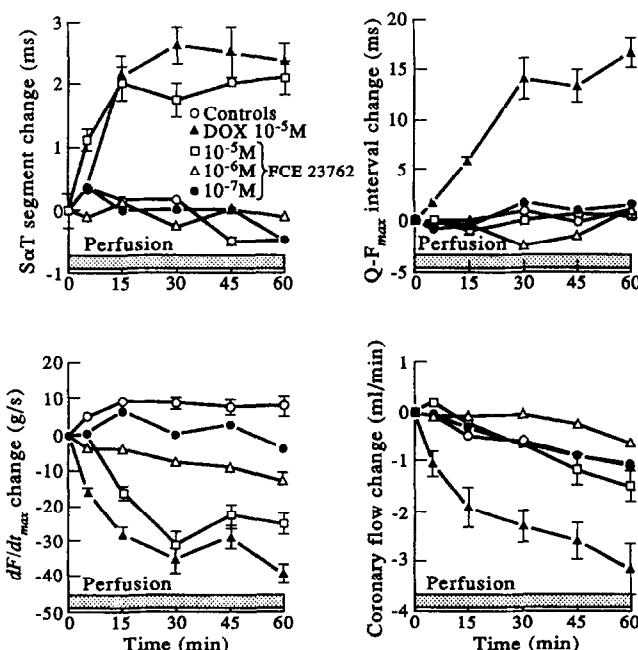 SαT segment change (ms)
3
2
1
0
-1
○ Controls
▲ DOX 10⁻⁵M
□ 10⁻⁵M
△ 10⁻⁶M } FCE 23762
● 10⁻⁷M
Perfusion
0 15 30 45 60
Q-Fmax interval change (ms)
20
15
10
5
0
-5
Perfusion
0 15 30 45 60
dF/dtmax change (g/s)
20
10
0
-10
-20
-30
-40
-50
Perfusion
0 15 30 45 60
Time (min)
Coronary flow change (ml/min)
1
0
-1
-2
-3
-4
Perfusion
0 15 30 45 60
Time (min)